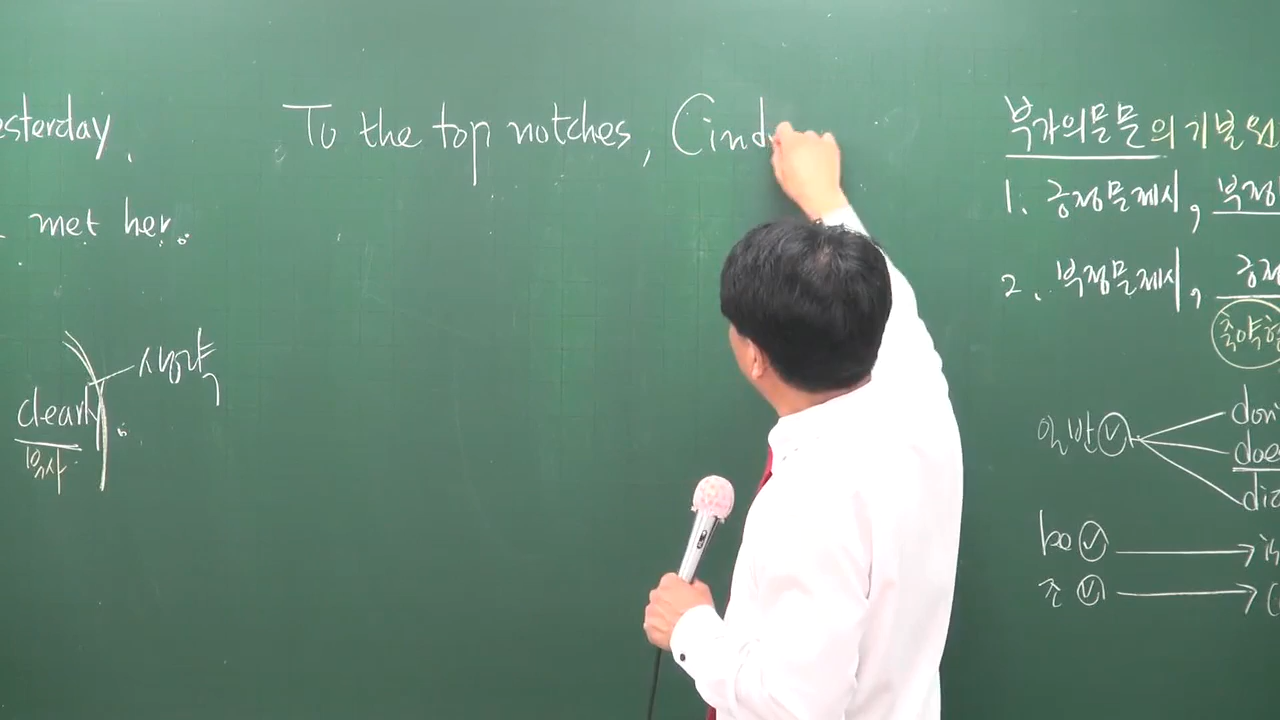 esterday,
met her.
생략
clearly
부사
To the top notches, Cind
부가의문문의 기본원
1. 긍정문제시, 부정
2. 부정문제시, 긍정
축약형
일반 ✓
don'
does
did
be ✓
조 ✓